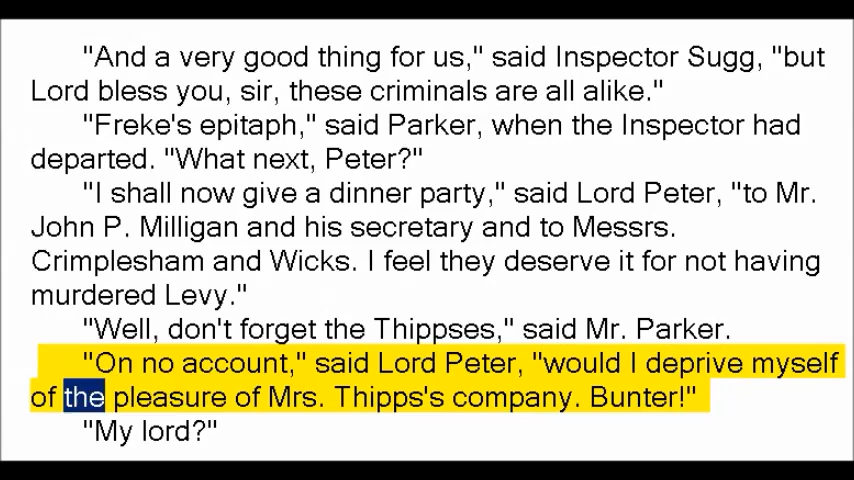 "And a very good thing for us," said Inspector Sugg, "but
Lord bless you, sir, these criminals are all alike."
"Freke's epitaph," said Parker, when the Inspector had
departed. "What next, Peter?"
"I shall now give a dinner party," said Lord Peter, "to Mr.
John P. Milligan and his secretary and to Messrs.
Crimplesham and Wicks. I feel they deserve it for not having
murdered Levy."
"Well, don't forget the Thippses," said Mr. Parker.
"On no account," said Lord Peter, "would I deprive myself
of the pleasure of Mrs. Thipps's company. Bunter!"
"My lord?"